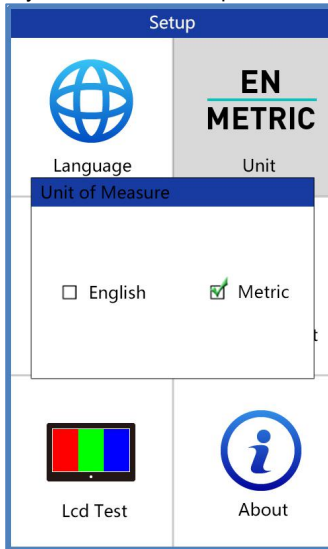 Setup
EN
METRIC
Language
Unit
Unit of Measure
English
Metric
t
Lcd Test
About